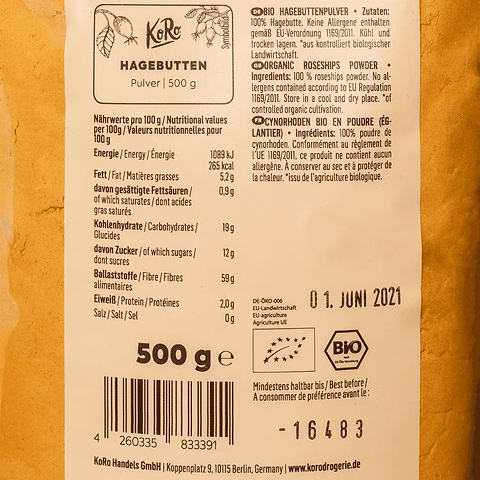 KoRo
Symbolbild
HAGEBUTTEN
Pulver | 500 g
Nährwerte pro 100 g / Nutritional values
per 100g / Valeurs nutritionnelles pour
100 g
Energie / Energy / Énergie 1089 kJ
265 kcal
Fett / Fat / Matières grasses 5,2 g
davon gesättigte Fettsäuren / 0,9 g
of which saturates / dont acides
gras saturés
Kohlenhydrate / Carbohydrates / 19 g
Glucides
davon Zucker / of which sugars / 12 g
dont sucres
Ballaststoffe / Fibre / Fibres 59 g
alimentaires
Eiweiß / Protein / Protéines 2,0 g
Salz / Salt / Sel 0 g
500 g e
4 260335 833391
BIO HAGEBUTTENPULVER • Zutaten:
100% Hagebutte. Keine Allergene enthalten
gemäß EU-Verordnung 1169/2011. Kühl und
trocken lagern. *aus kontrolliert biologischer
Landwirtschaft.
ORGANIC ROSESHIPS POWDER •
Ingredients: 100 % roseships powder. No al-
lergens contained according to EU Regulation
1169/2011. Store in a cool and dry place. *of
controlled organic cultivation.
CYNORHODEN BIO EN POUDRE (ÉG-
LANTIER) • Ingrédients: 100% poudre de
cynorhoden. Conformément au règlement de
l'UE 1169/2011, ce produit ne contient aucun
allergène. À conserver au sec et à protéger de
la chaleur. *issu de l'agriculture biologique.
DE-ÖKO-006
EU-Landwirtschaft
EU-agriculture
Agriculture UE
01. JUNI 2021
Bio
nach
EG-Öko-Verordnung
Mindestens haltbar bis / Best before /
A consommer de préférence avant le:
-16483
KoRo Handels GmbH | Koppenplatz 9, 10115 Berlin, Germany | www.korodrogerie.de